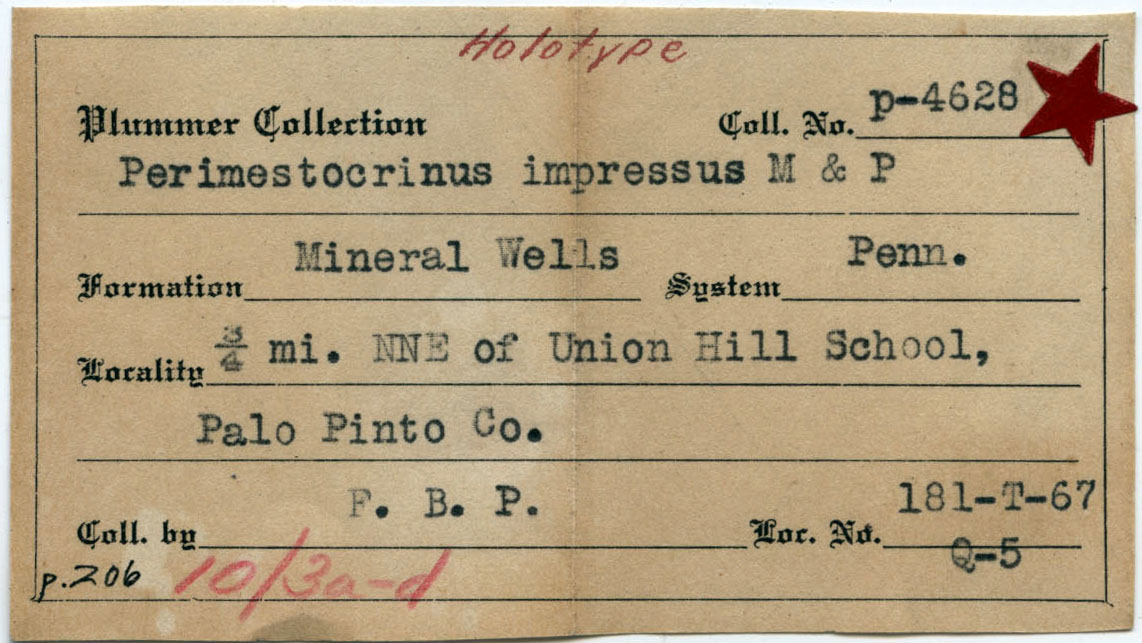 Holotype
Plummer Collection Coll. No. p-4628
Perimestocrinus impressus M & P
Formation Mineral Wells System Penn.
Locality 3/4 mi. NNE of Union Hill School,
Palo Pinto Co.
Coll. by F. B. P. Loc. No. 181-T-67
Q-5
p.206 10/3a-d